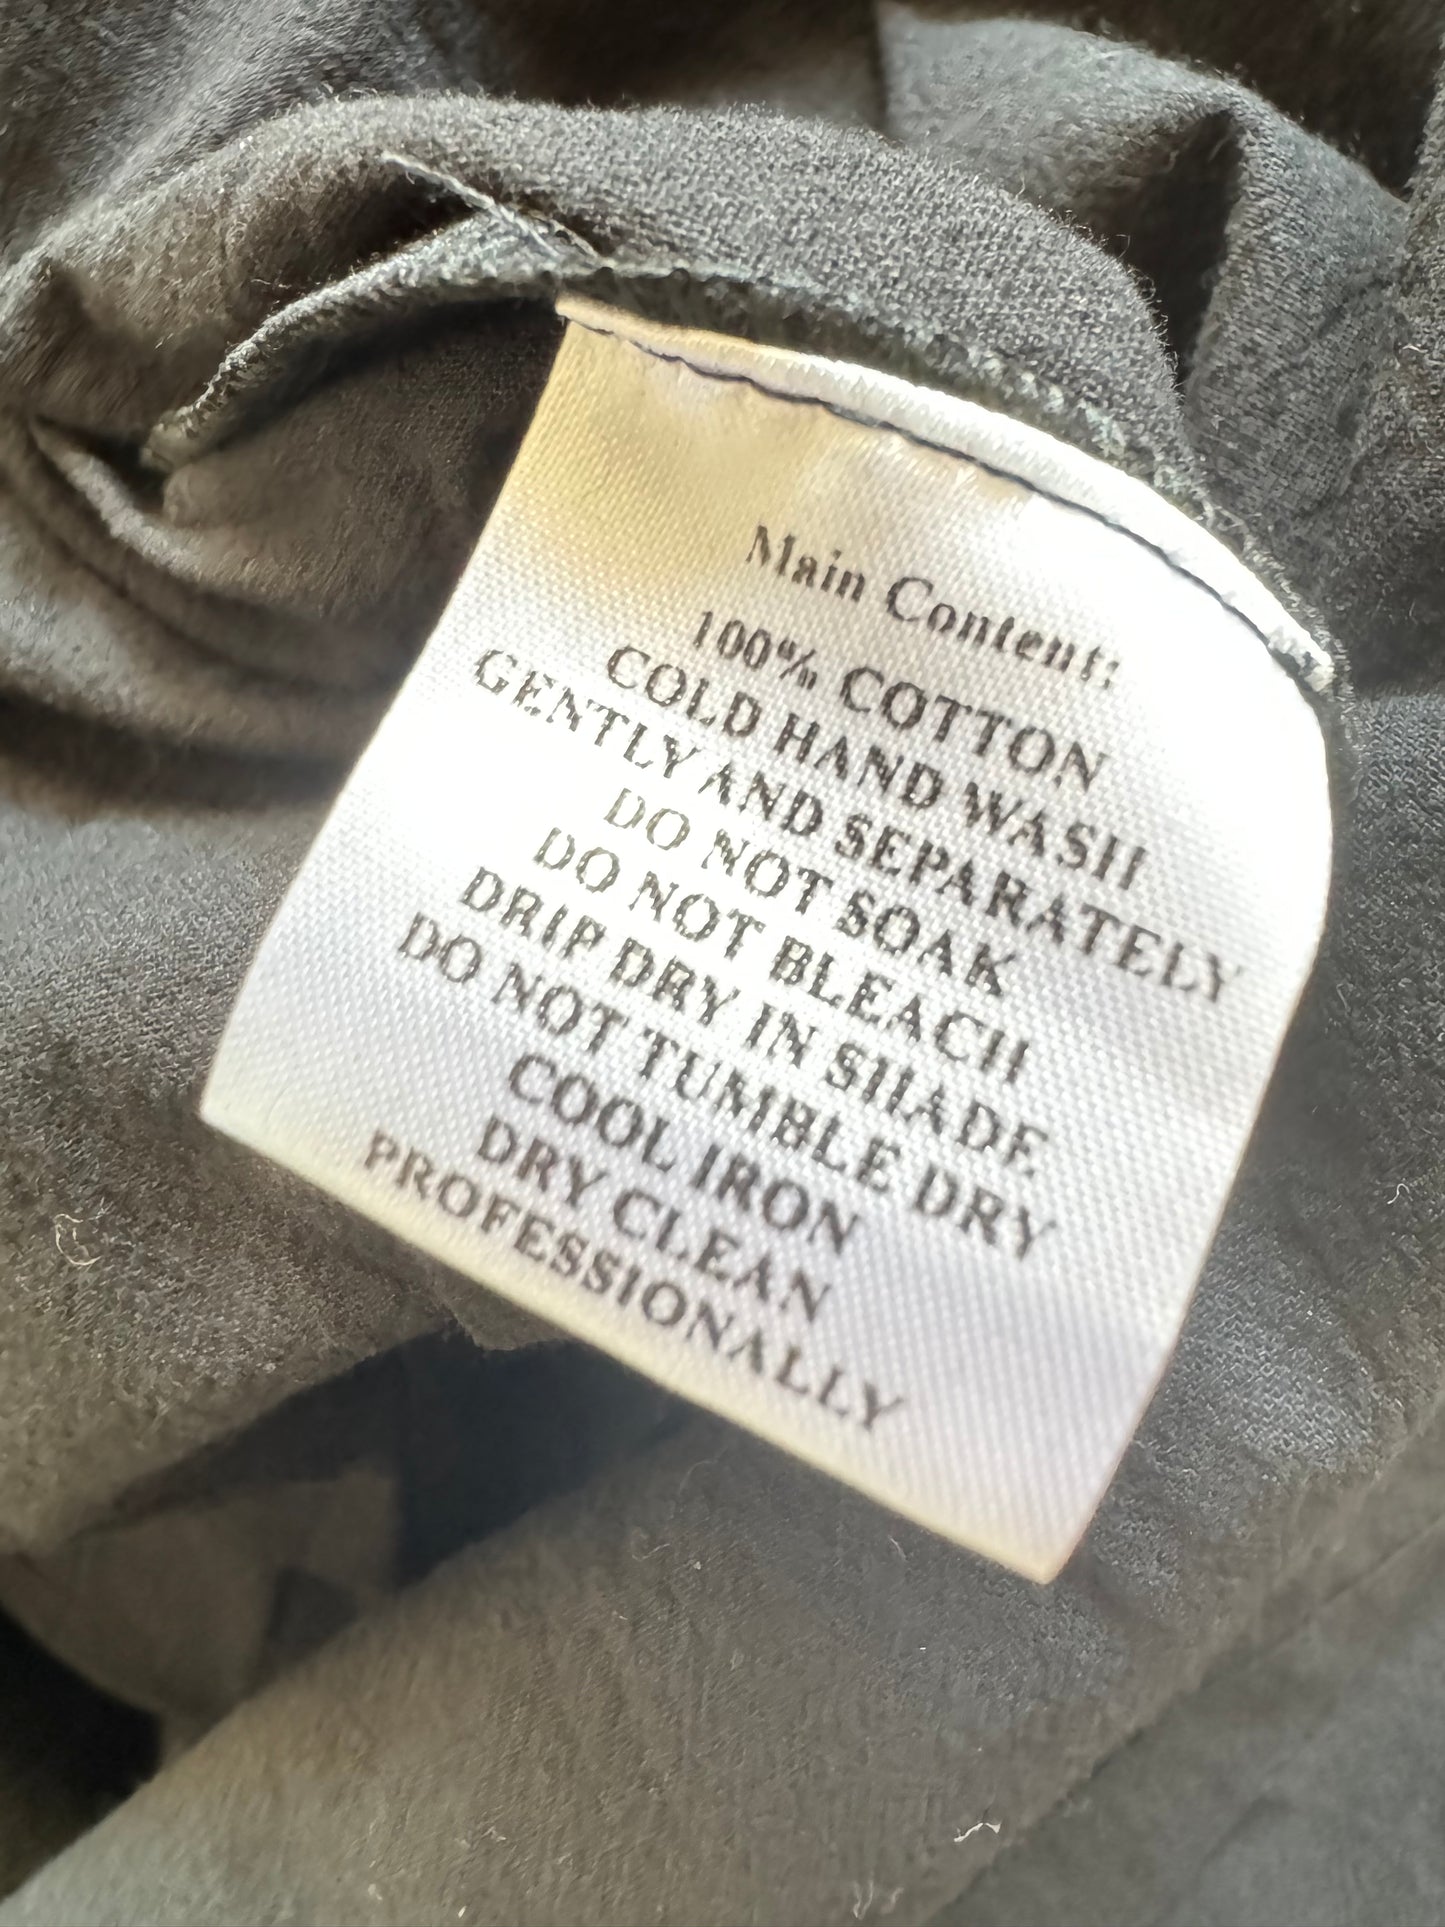 Main Content:
100% COTTON
COLD HAND WASH
GENTLY AND SEPARATELY
DO NOT SOAK
DO NOT BLEACH
DRIP DRY IN SHADE
DO NOT TUMBLE DRY
COOL IRON
DRY CLEAN
PROFESSIONALLY